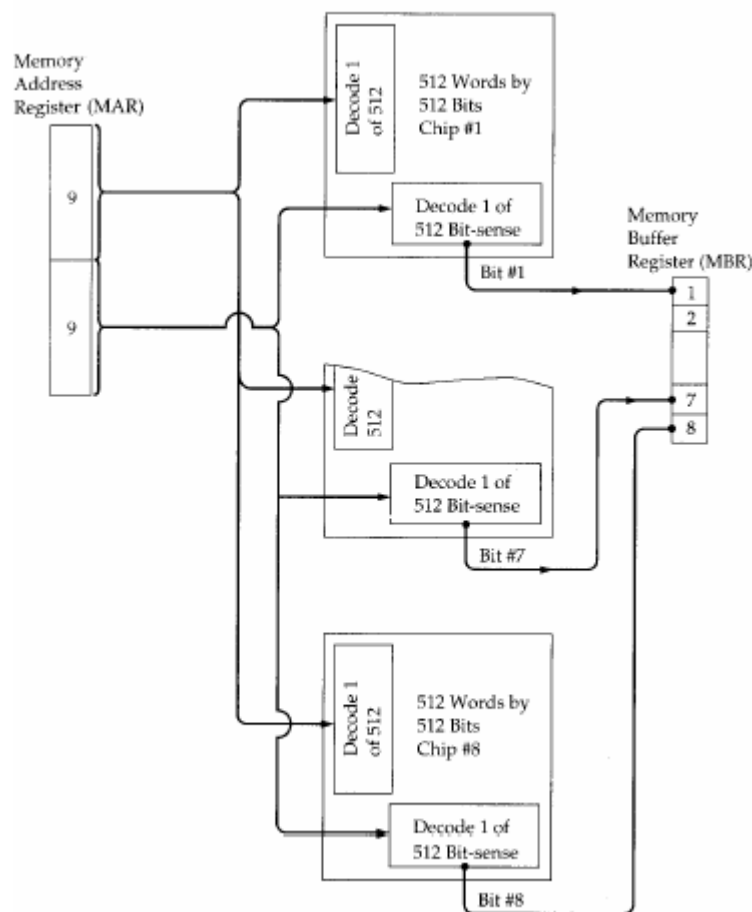 Memory
Address
Register (MAR)
9
9
Decode 1
of 512
512 Words by
512 Bits
Chip #1
Decode 1 of
512 Bit-sense
Bit #1
Memory
Buffer
Register (MBR)
1
2
7
8
Decode
512
Decode 1 of
512 Bit-sense
Bit #7
Decode 1
of 512
512 Words by
512 Bits
Chip #8
Decode 1 of
512 Bit-sense
Bit #8